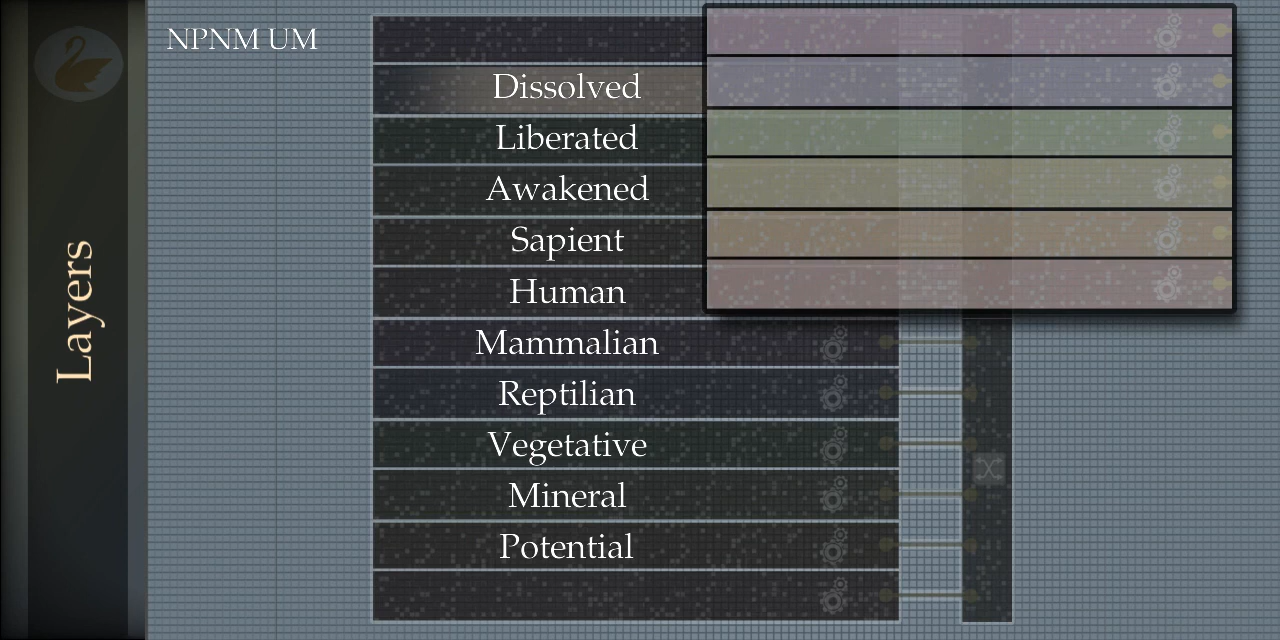 NPNM UM
Dissolved
Liberated
Awakened
Sapient
Human
Mammalian
Reptilian
Vegetative
Mineral
Potential
Layers